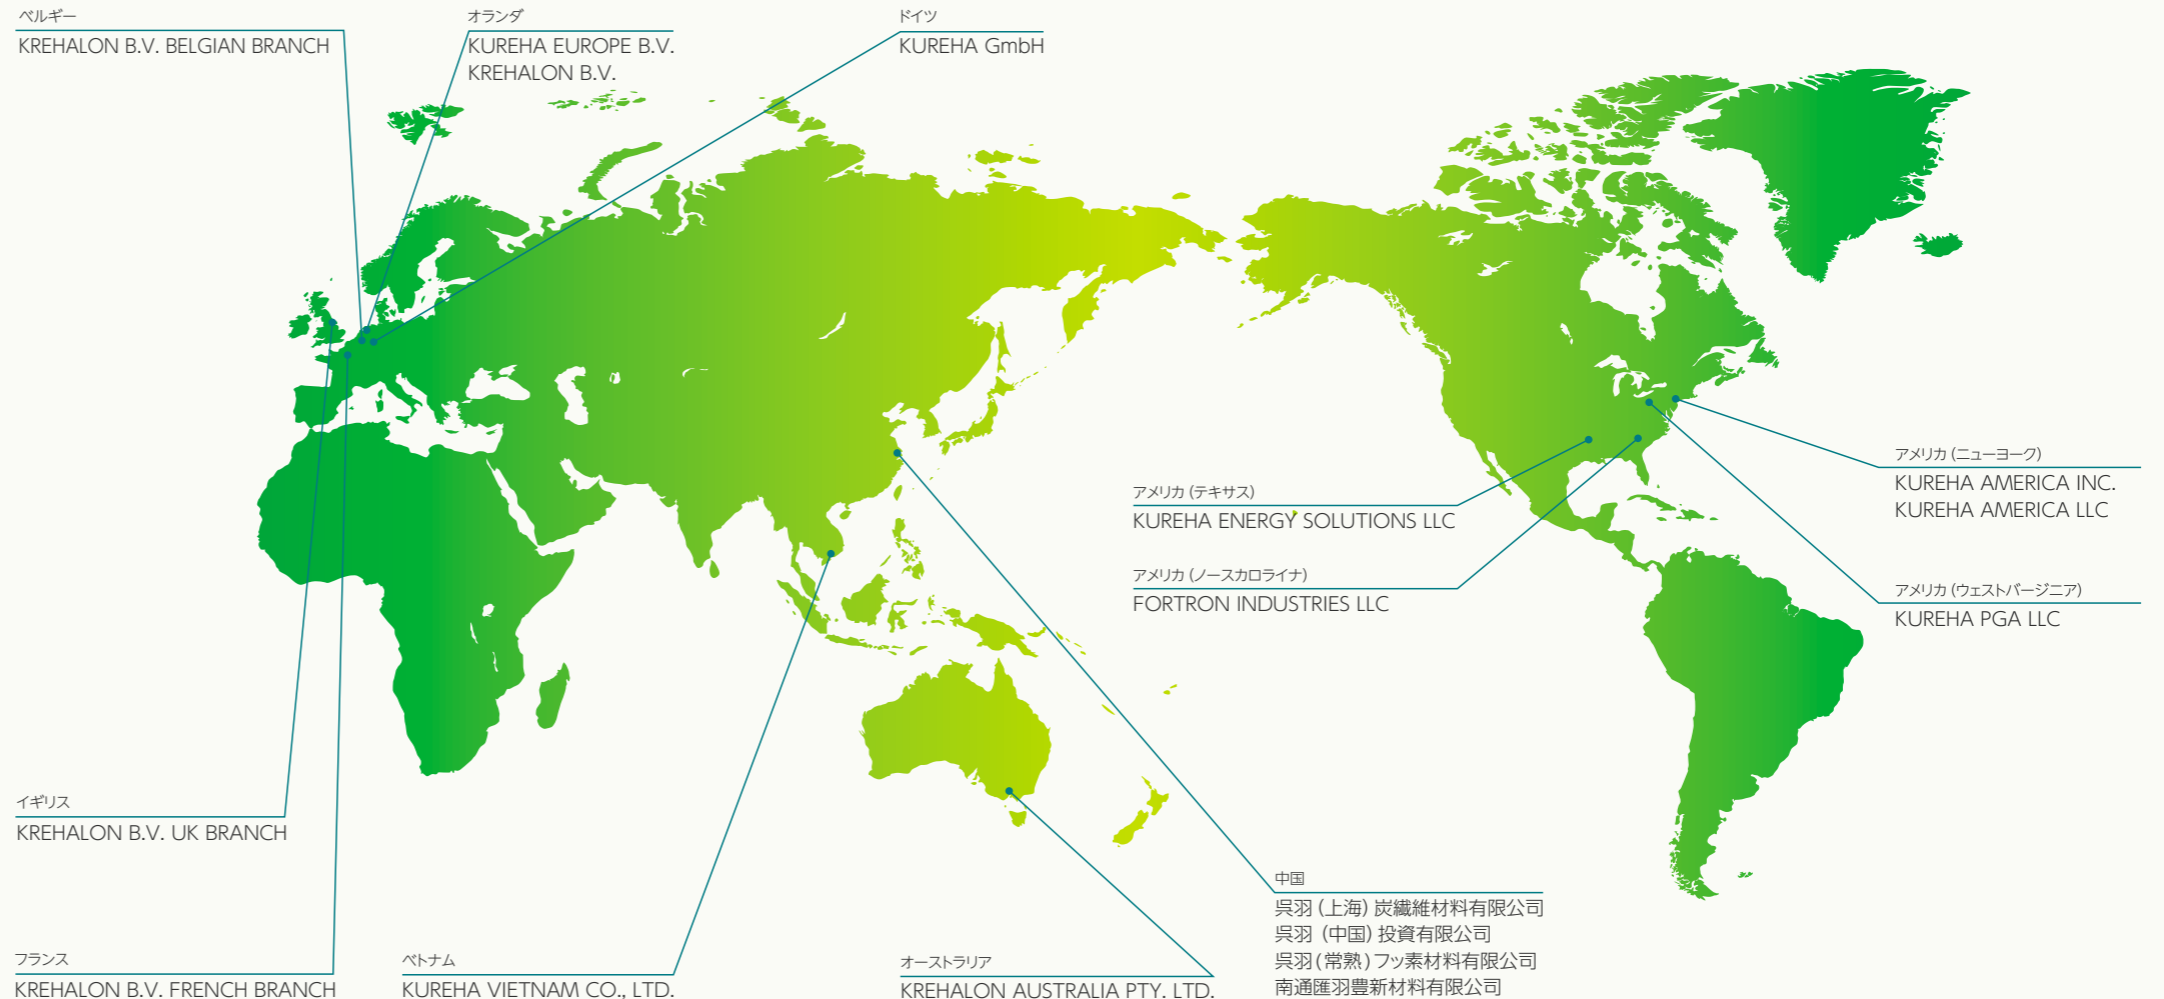 ベルギー
KREHALON B.V. BELGIAN BRANCH
オランダ
KUREHA EUROPE B.V.
KREHALON B.V.
ドイツ
KUREHA GmbH
アメリカ（ニューヨーク）
KUREHA AMERICA INC.
KUREHA AMERICA LLC
アメリカ（テキサス）
KUREHA ENERGY SOLUTIONS LLC
アメリカ（ノースカロライナ）
FORTRON INDUSTRIES LLC
アメリカ（ウェストバージニア）
KUREHA PGA LLC
イギリス
KREHALON B.V. UK BRANCH
フランス
KREHALON B.V. FRENCH BRANCH
ベトナム
KUREHA VIETNAM CO., LTD.
オーストラリア
KREHALON AUSTRALIA PTY. LTD.
中国
呉羽（上海）炭繊維材料有限公司
呉羽（中国）投資有限公司
呉羽（常熟）フッ素材料有限公司
南通匯羽豊新材料有限公司